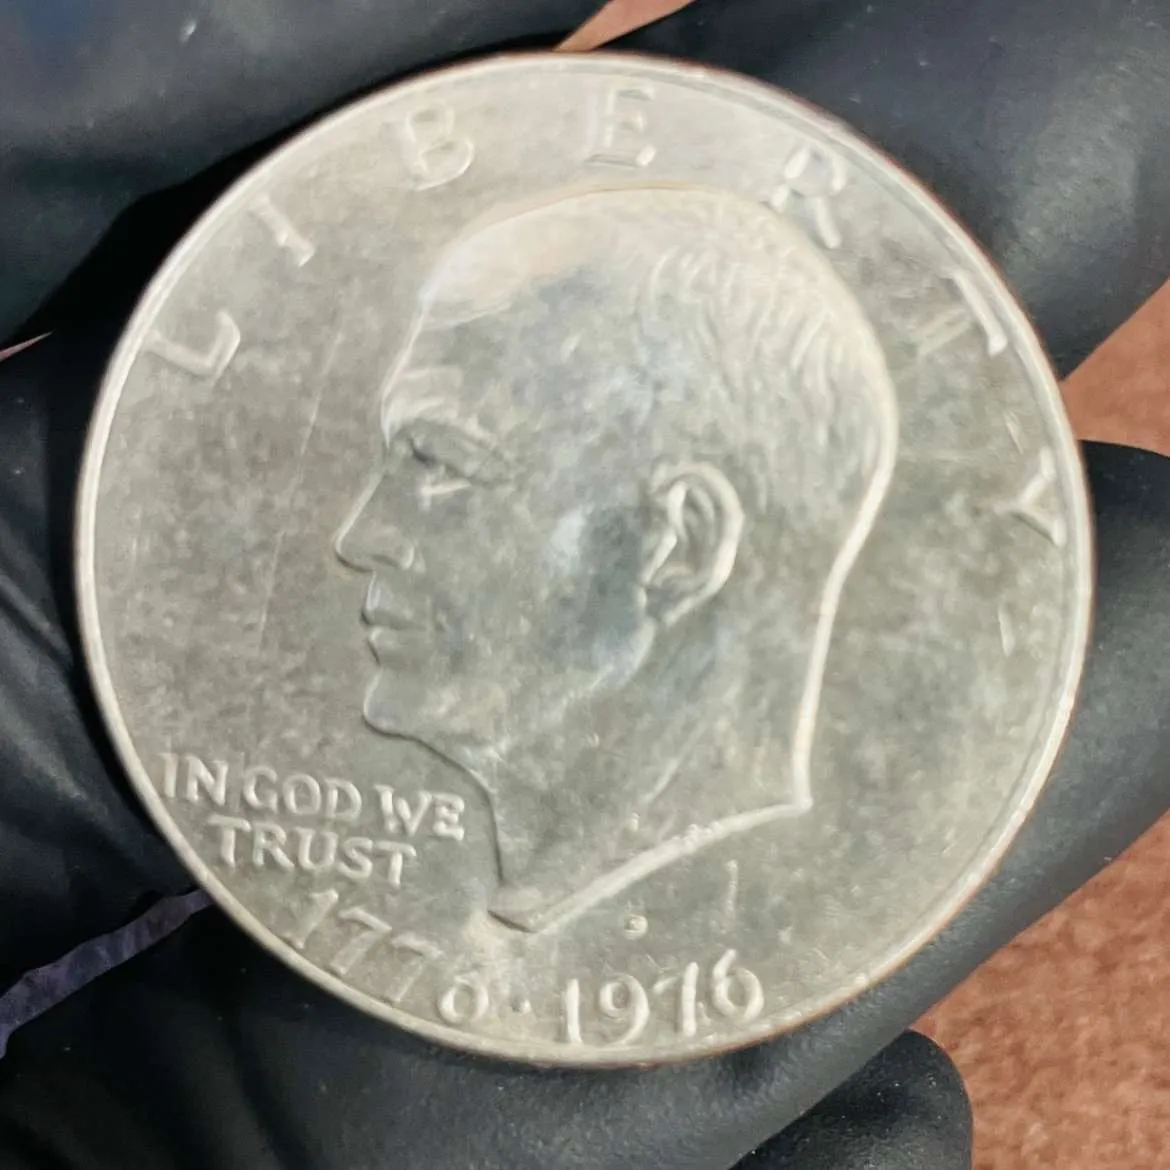 LIBERTY
IN GOD WE
TRUST
S
1776·1976